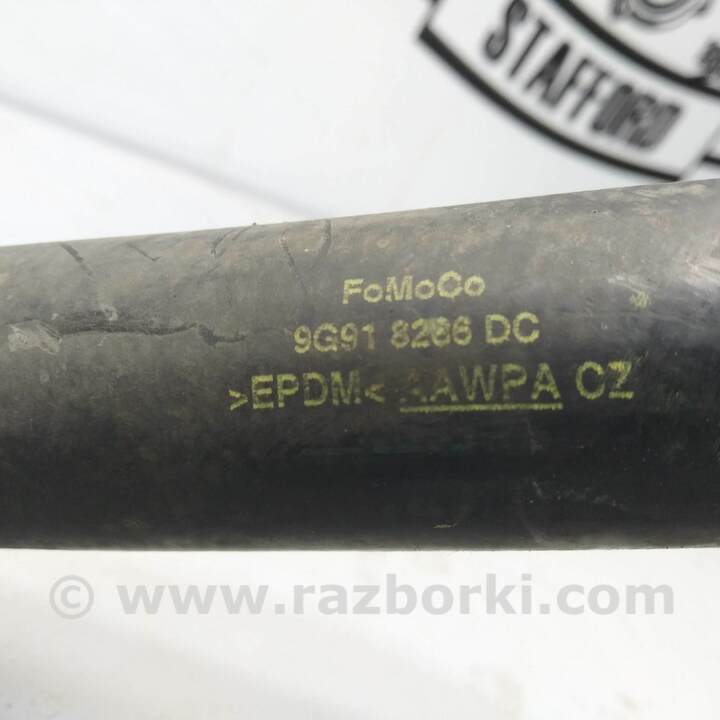 STAFFORD
FoMoCo
9G91 8286 DC
>EPDM< AAWPA CZ
© www.razborki.com